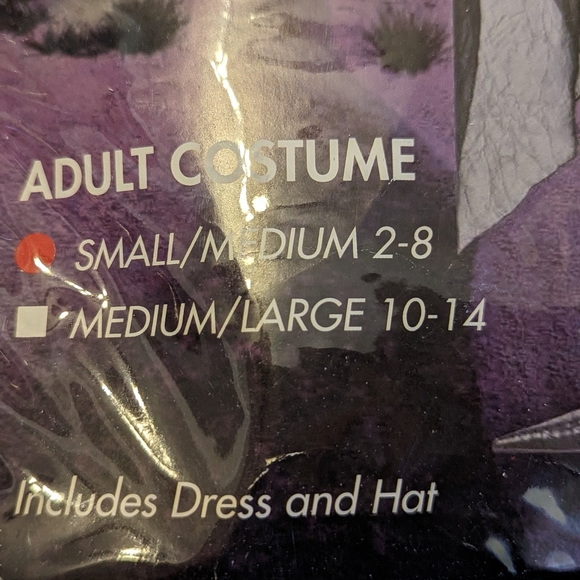 ADULT COSTUME
SMALL/MEDIUM 2-8
MEDIUM/LARGE 10-14
Includes Dress and Hat